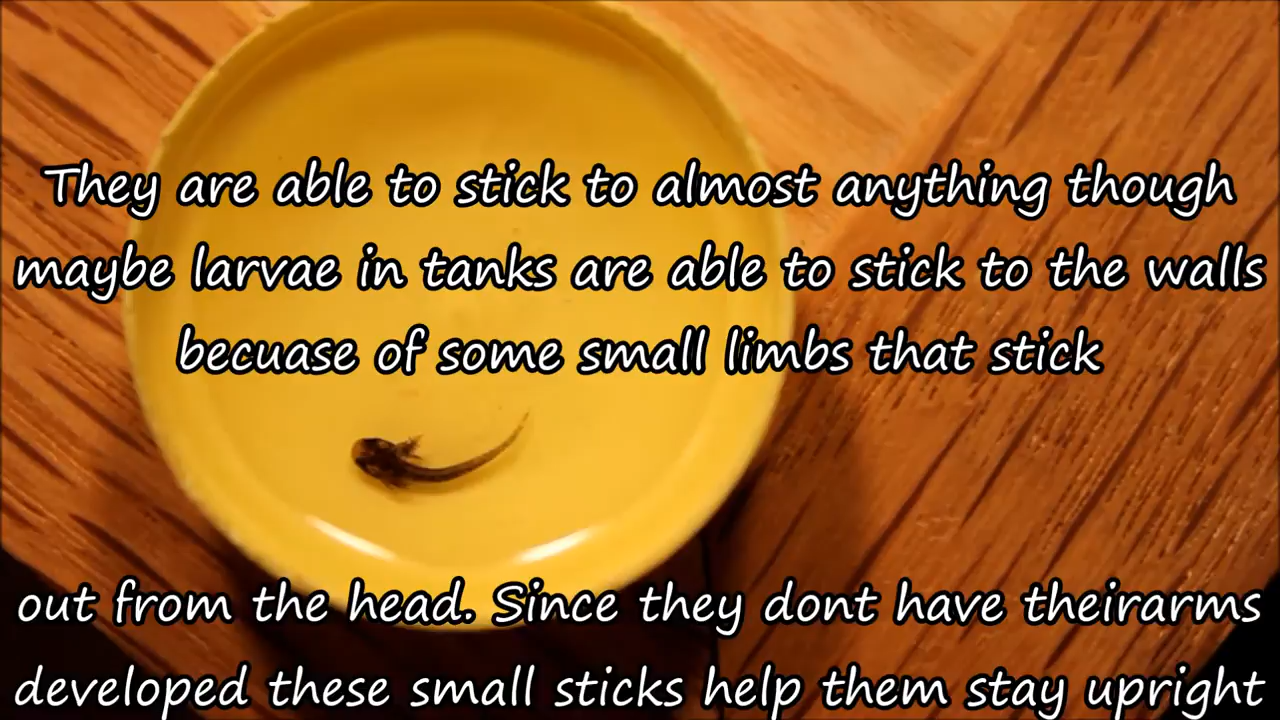 They are able to stick to almost anything though
maybe larvae in tanks are able to stick to the walls
becuase of some small limbs that stick
out from the head. Since they dont have theirarms
developed these small sticks help them stay upright